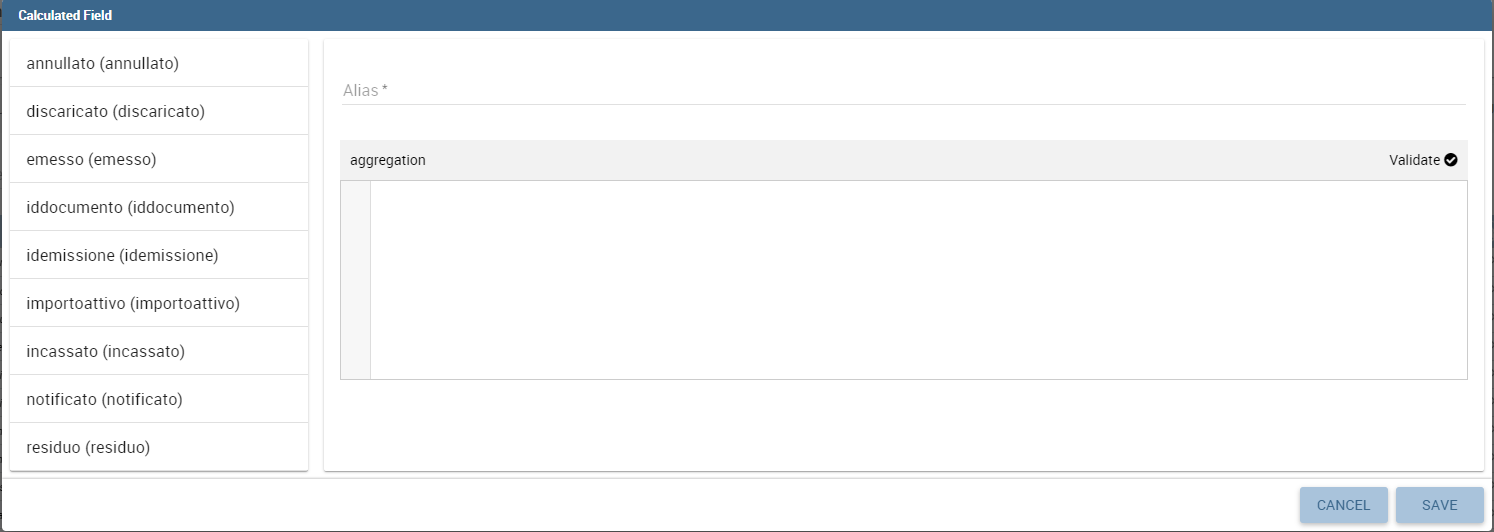 Calculated Field
annullato (annullato)
discaricato (discaricato)
emesso (emesso)
iddocumento (iddocumento)
idemissione (idemissione)
importoattivo (importoattivo)
incassato (incassato)
notificato (notificato)
residuo (residuo)
Alias *
aggregation
Validate
CANCEL
SAVE